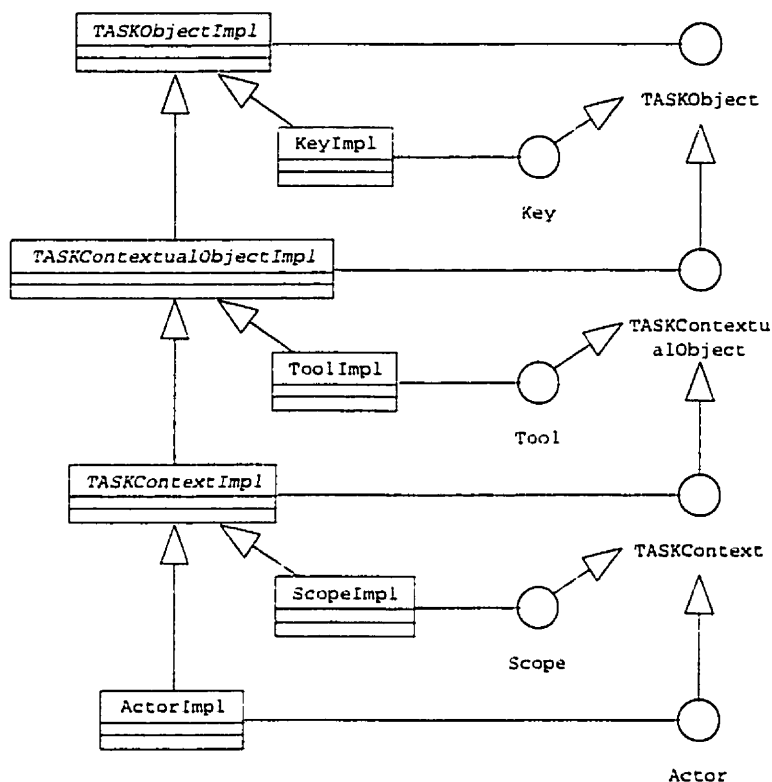 TASKObjectImpl
TASKObject
KeyImpl
Key
TASKContextualObjectImpl
TASKContextu
alObject
ToolImpl
Tool
TASKContextImpl
TASKContext
ScopeImpl
Scope
ActorImpl
Actor